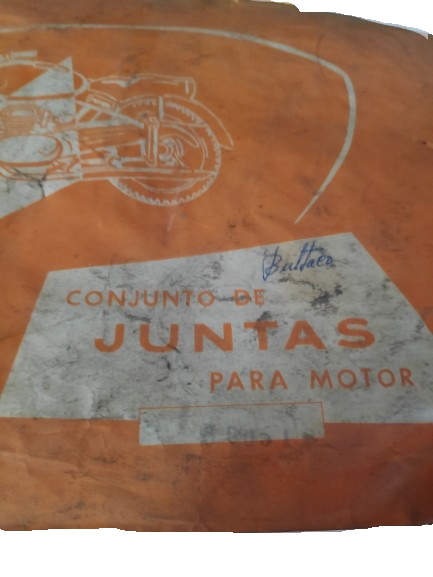 Bultaco
CONJUNTO DE
JUNTAS
PARA MOTOR